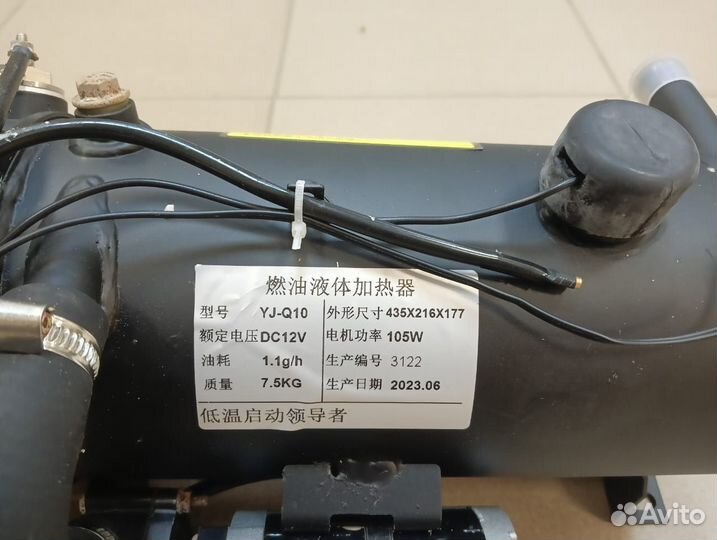 燃油液体加热器
型号 YJ-Q10 外形尺寸 435X216X177
额定电压 DC12V 电机功率 105W
油耗 1.1g/h 生产编号 3122
质量 7.5KG 生产日期 2023.06
低温启动领导者
Avito